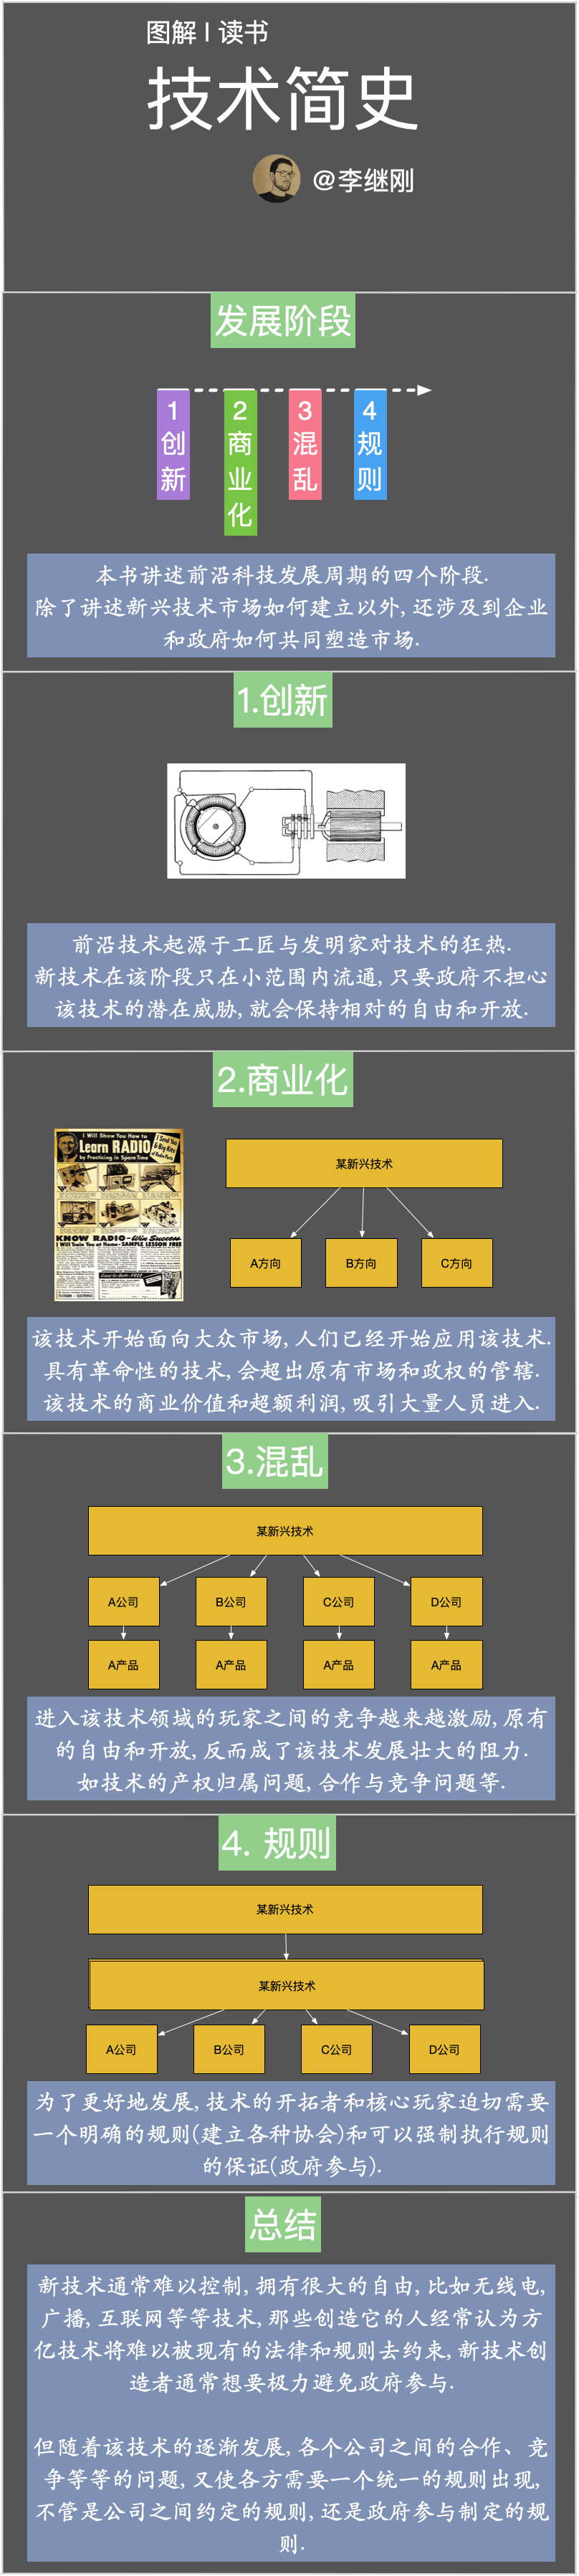 图解 | 读书
技术简史
@李继刚
发展阶段
1
创
新
2
商
业
化
3
混
乱
4
规
则
本书讲述前沿科技发展周期的四个阶段.
除了讲述新兴技术市场如何建立以外, 还涉及到企业
和政府如何共同塑造市场.
1.创新
前沿技术起源于工匠与发明家对技术的狂热.
新技术在该阶段只在小范围内流通, 只要政府不担心
该技术的潜在威胁, 就会保持相对的自由和开放.
2.商业化
I Will Show You How to
Learn RADIO
by Practicing in Spare Time
KNOW RADIO - Win Success
I Will Train You at Home - SAMPLE LESSON FREE
某新兴技术
A方向
B方向
C方向
该技术开始面向大众市场, 人们已经开始应用该技术.
具有革命性的技术, 会超出原有市场和政权的管辖.
该技术的商业价值和超额利润, 吸引大量人员进入.
3.混乱
某新兴技术
A公司
B公司
C公司
D公司
A产品
A产品
A产品
A产品
进入该技术领域的玩家之间的竞争越来越激励, 原有
的自由和开放, 反而成了该技术发展壮大的阻力.
如技术的产权归属问题, 合作与竞争问题等.
4. 规则
某新兴技术
某新兴技术
A公司
B公司
C公司
D公司
为了更好地发展, 技术的开拓者和核心玩家迫切需要
一个明确的规则(建立各种协会)和可以强制执行规则
的保证(政府参与).
总结
新技术通常难以控制, 拥有很大的自由, 比如无线电,
广播, 互联网等等技术, 那些创造它的人经常认为方
亿技术将难以被现有的法律和规则去约束, 新技术创
造者通常想要极力避免政府参与.
但随着该技术的逐渐发展, 各个公司之间的合作、竞
争等等的问题, 又使各方需要一个统一的规则出现,
不管是公司之间约定的规则, 还是政府参与制定的规
则.